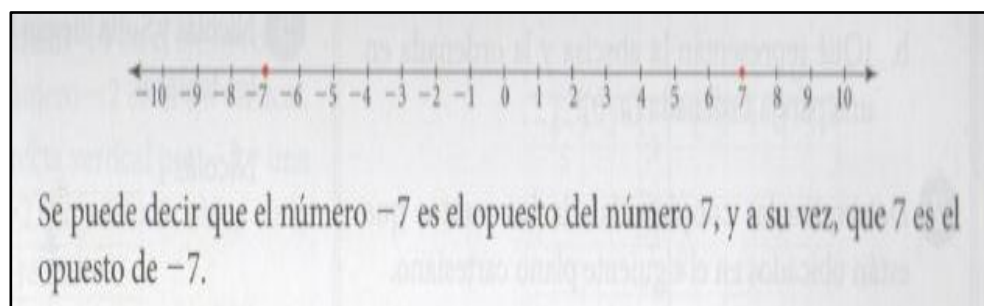 −10 −9 −8 −7 −6 −5 −4 −3 −2 −1 0 1 2 3 4 5 6 7 8 9 10
Se puede decir que el número −7 es el opuesto del número 7, y a su vez, que 7 es el
opuesto de −7.